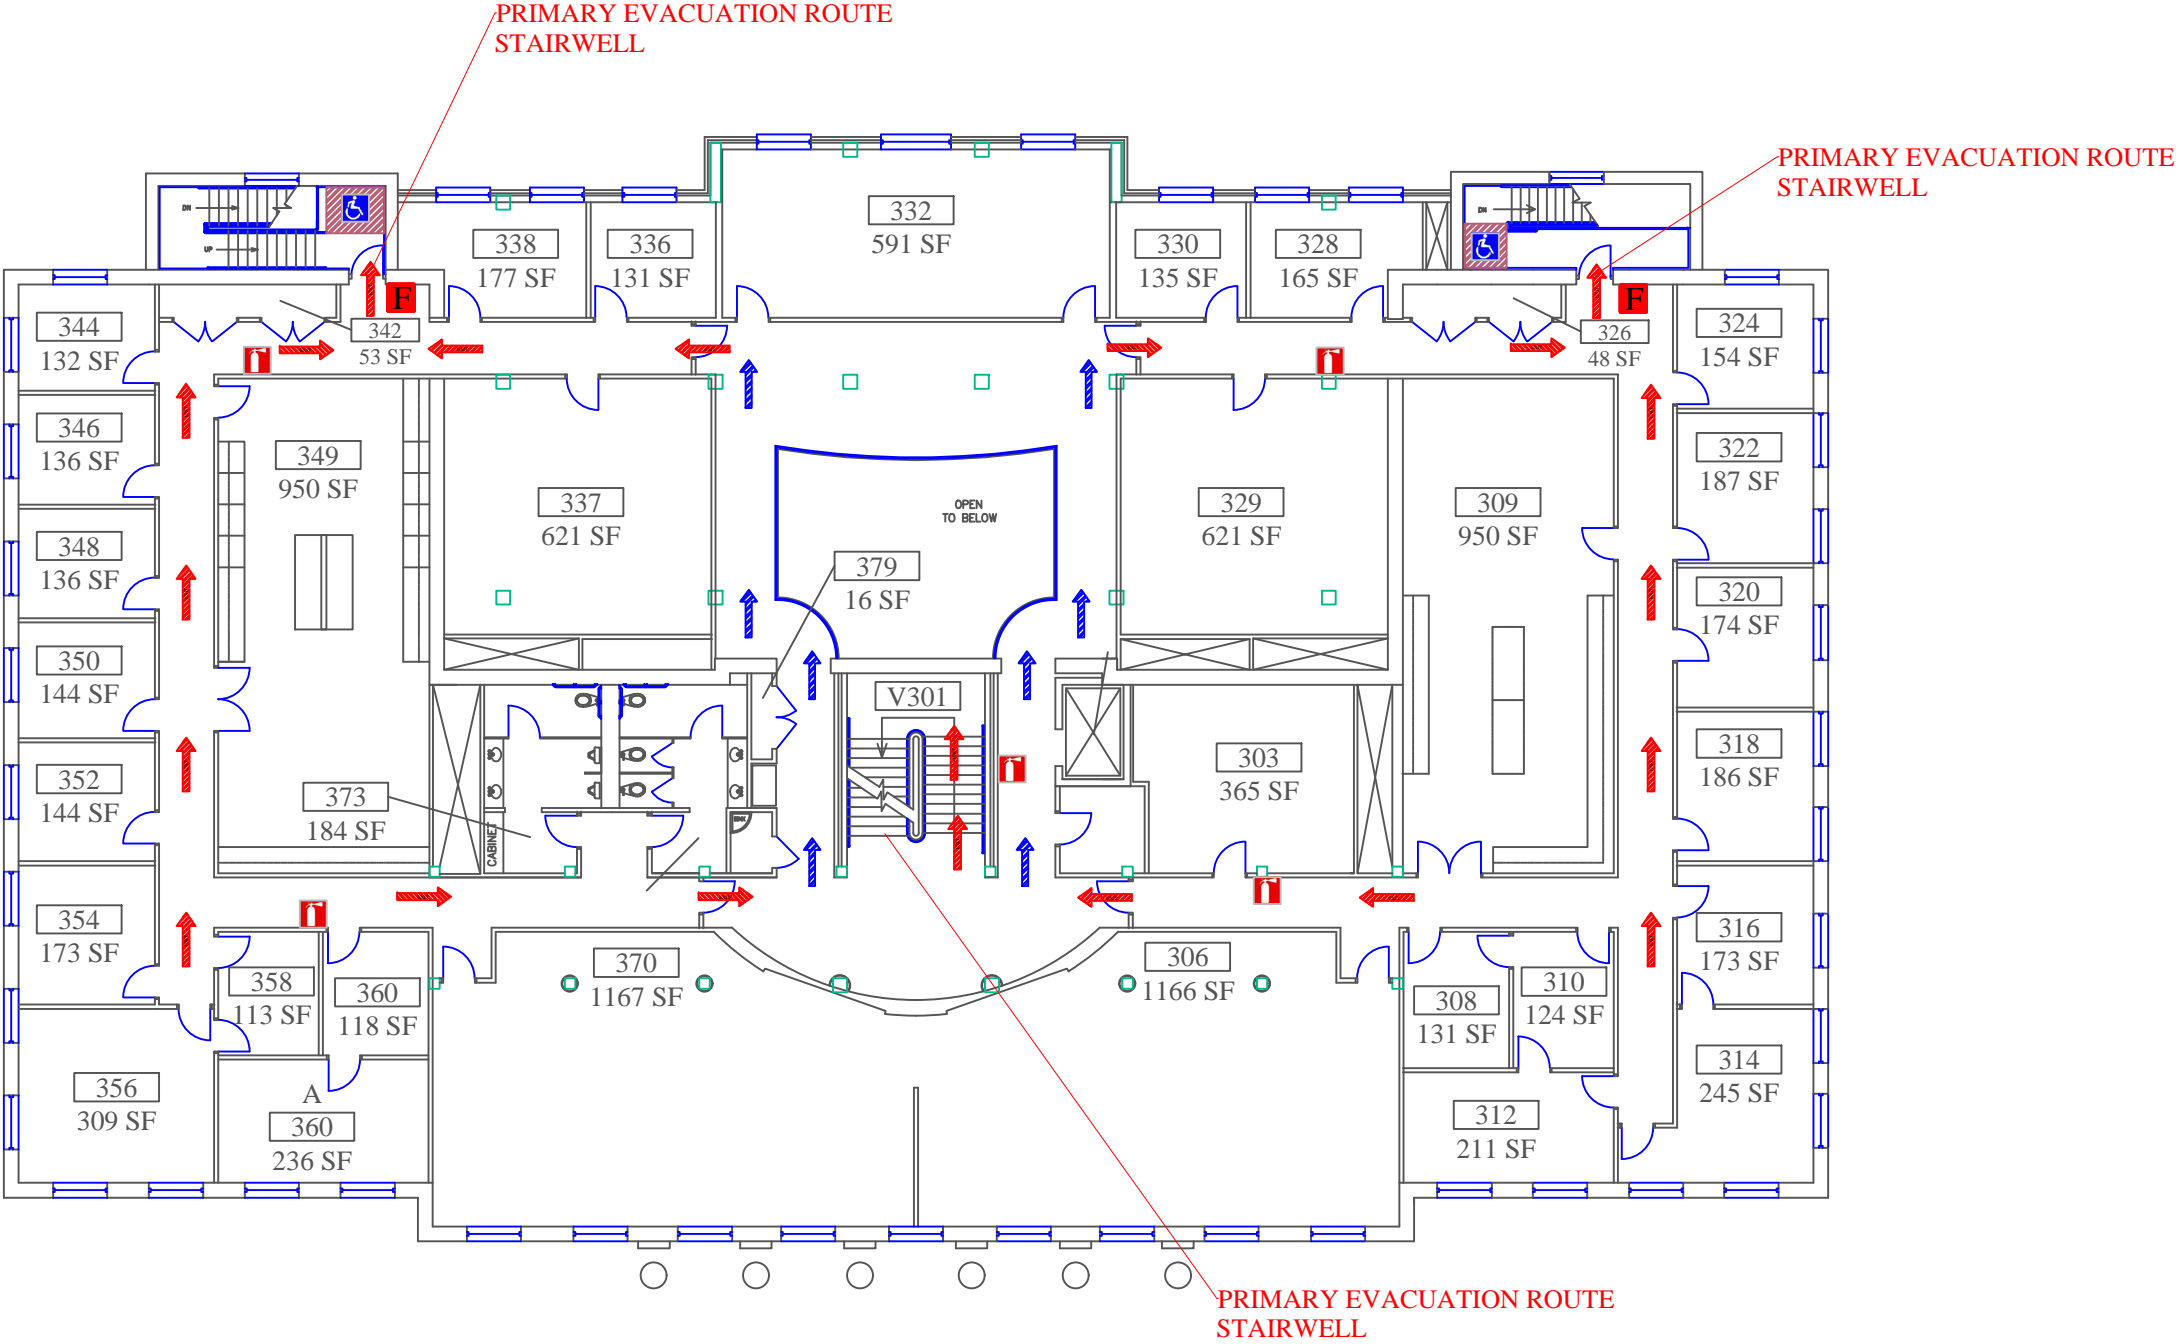 PRIMARY EVACUATION ROUTE
STAIRWELL
PRIMARY EVACUATION ROUTE
STAIRWELL
DN
UP
DN
332
591 SF
338
177 SF
336
131 SF
330
135 SF
328
165 SF
F
F
344
132 SF
342
53 SF
326
48 SF
324
154 SF
346
136 SF
349
950 SF
337
621 SF
OPEN
TO BELOW
329
621 SF
309
950 SF
322
187 SF
348
136 SF
379
16 SF
320
174 SF
350
144 SF
V301
318
186 SF
352
144 SF
373
184 SF
303
365 SF
CABINET
354
173 SF
358
113 SF
360
118 SF
370
1167 SF
306
1166 SF
308
131 SF
310
124 SF
316
173 SF
356
309 SF
A
360
236 SF
312
211 SF
314
245 SF
PRIMARY EVACUATION ROUTE
STAIRWELL